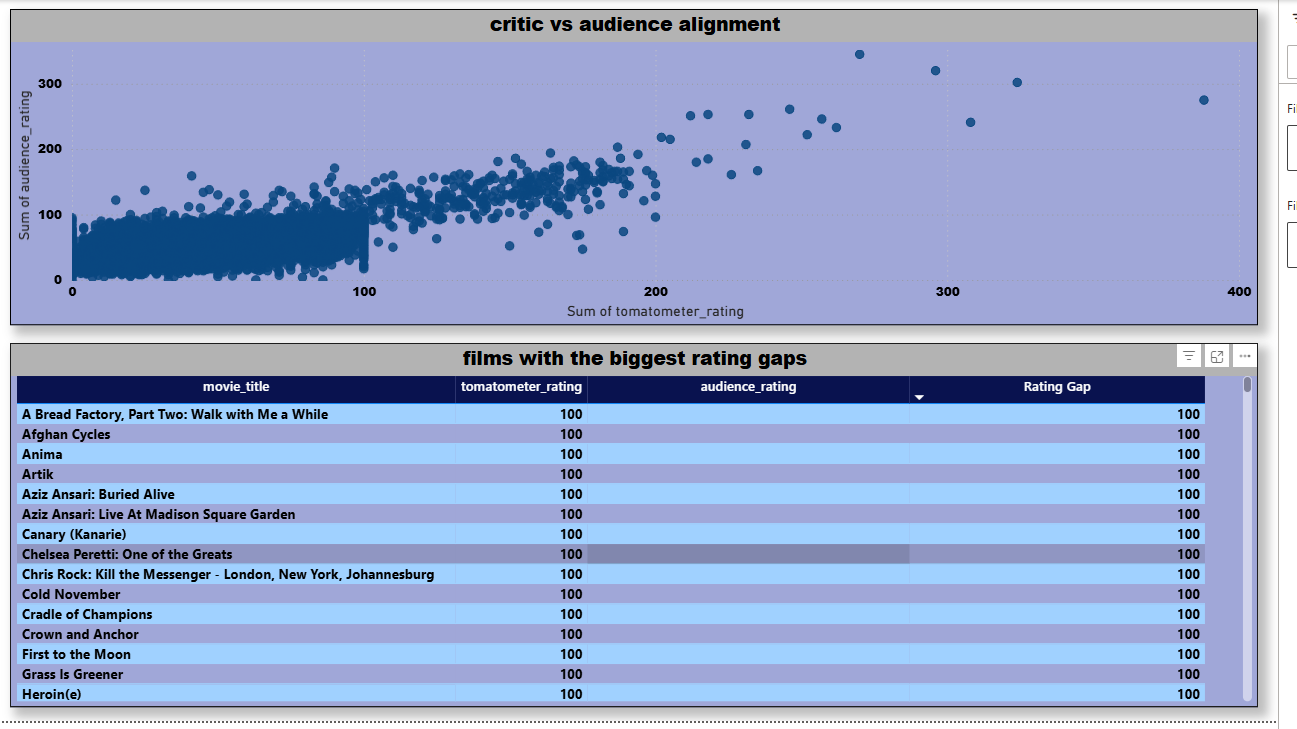 critic vs audience alignment
300
200
100
0
Sum of audience_rating
0 100 200 300 400
Sum of tomatometer_rating
films with the biggest rating gaps
movie_title tomatometer_rating audience_rating Rating Gap
A Bread Factory, Part Two: Walk with Me a While 100 100
Afghan Cycles 100 100
Anima 100 100
Artik 100 100
Aziz Ansari: Buried Alive 100 100
Aziz Ansari: Live At Madison Square Garden 100 100
Canary (Kanarie) 100 100
Chelsea Peretti: One of the Greats 100 100
Chris Rock: Kill the Messenger - London, New York, Johannesburg 100 100
Cold November 100 100
Cradle of Champions 100 100
Crown and Anchor 100 100
First to the Moon 100 100
Grass Is Greener 100 100
Heroin(e) 100 100
Fi
Fi